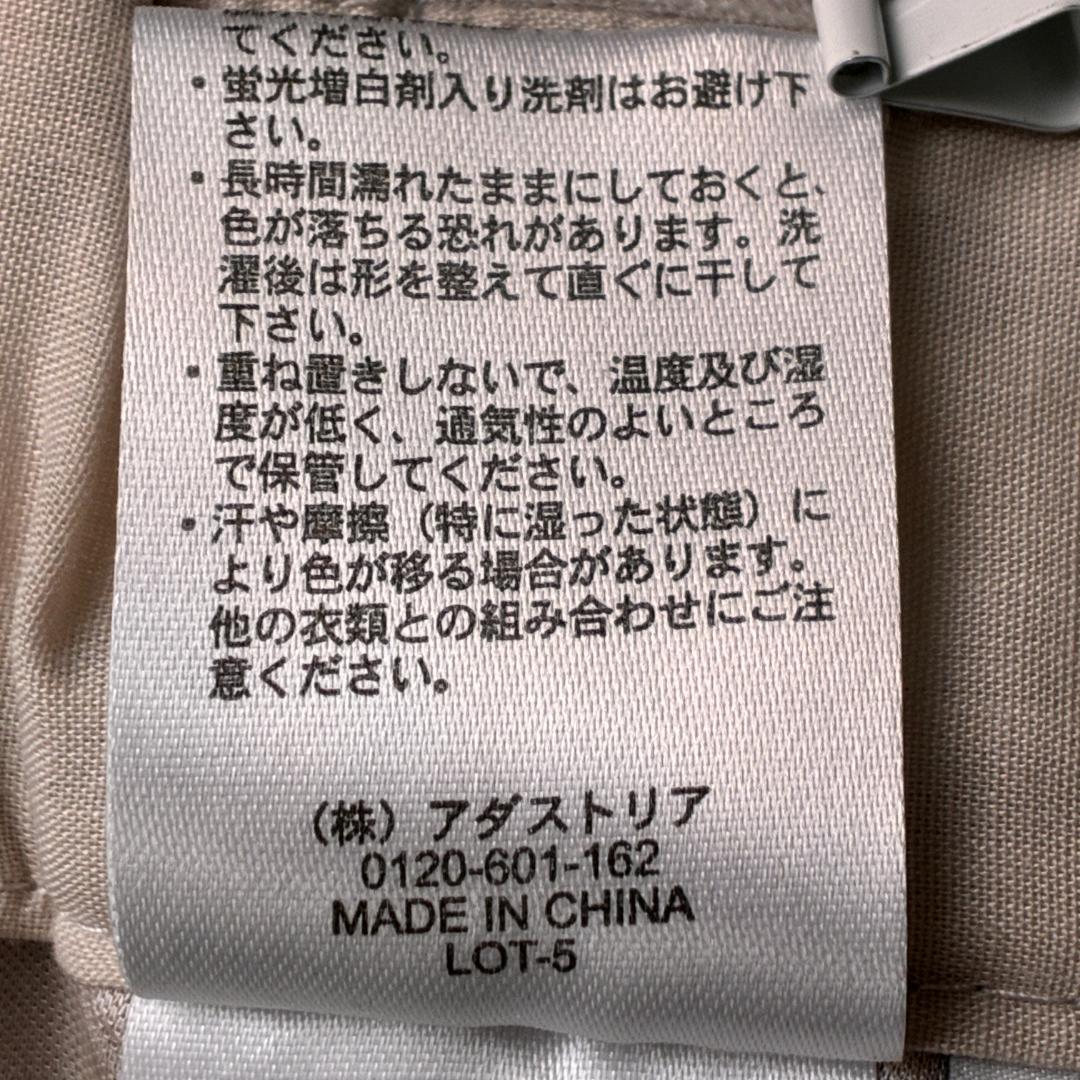 てください。
・蛍光増白剤入り洗剤はお避け下
さい。
・長時間濡れたままにしておくと、
色が落ちる恐れがあります。洗
濯後は形を整えて直ぐに干して
下さい。
・重ね置きしないで、温度及び湿
度が低く、通気性のよいところ
で保管してください。
・汗や摩擦（特に湿った状態）に
より色が移る場合があります。
他の衣類との組み合わせにご注
意ください。
（株）アダストリア
0120-601-162
MADE IN CHINA
LOT-5